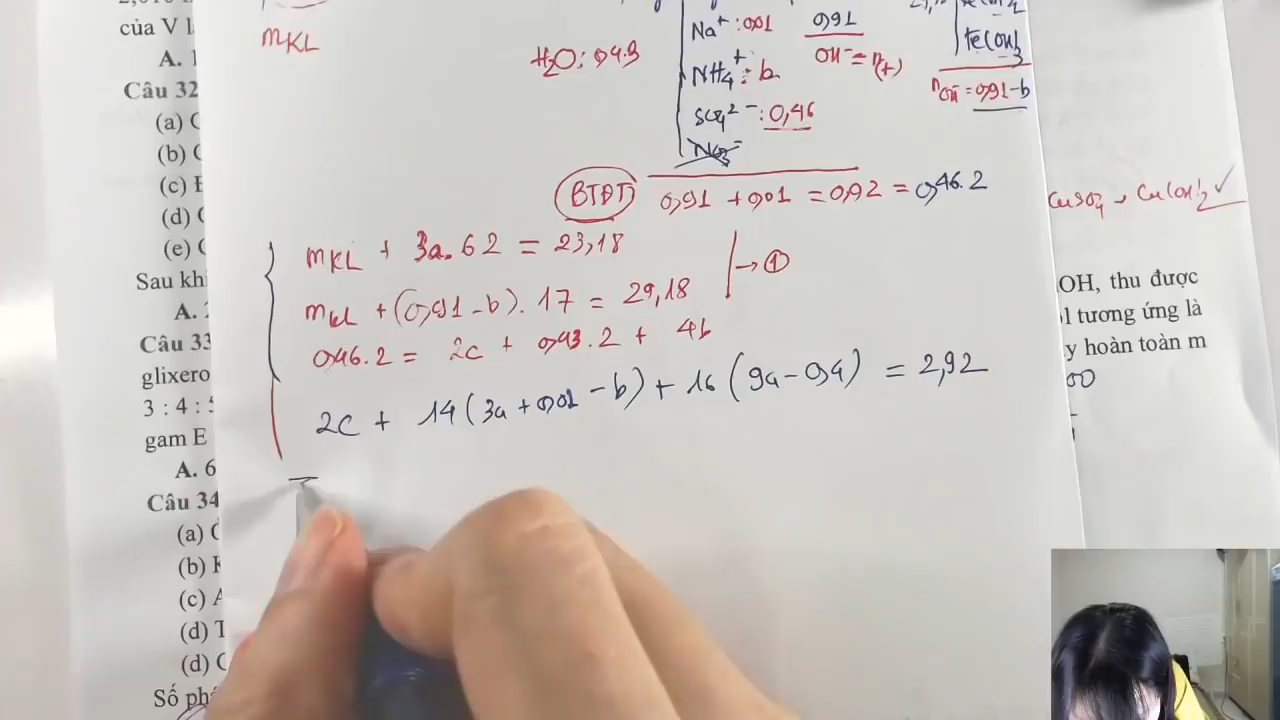 của V l
A. 1
Câu 32
(a) C
(b) C
(c) E
(d) C
(e) C
Sau khi
A. 2
Câu 33
glixero
3 : 4 : 5
gam E
A. 6
Câu 34
(a) C
(b) K
(c) A
(d) T
(d) C
Số phá
mKL
H2O: 0,43
Na+ : 0,01
NH4+ : b
SO4 2- : 0,46
NO3-
0,91
OH- = n(+)
Fe(OH)3
nOH- = 0,91-b
BTĐT 0,91 + 0,01 = 0,92 = 0,46.2
mKL + 3a.62 = 23,18
mKL + (0,91-b).17 = 29,18
→ ①
0,46.2 = 2c + 0,43.2 + 4b
2c + 14(3a + 0,01 - b) + 16(9a - 0,4) = 2,92
CuSO4 → Cu(OH)2 ✓
OH, thu được
l tương ứng là
y hoàn toàn m
00